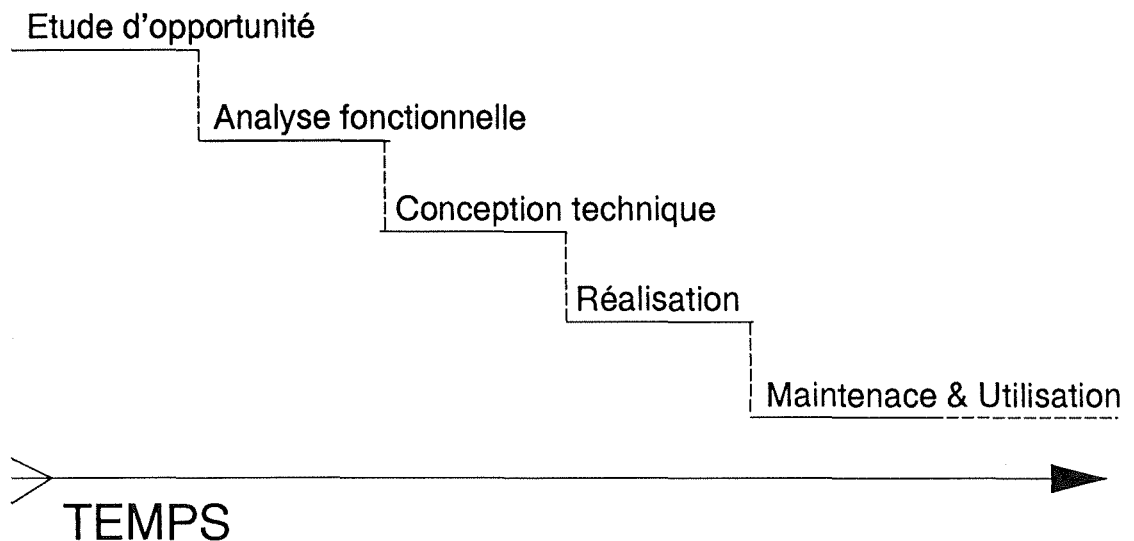 Etude d'opportunité
Analyse fonctionnelle
Conception technique
Réalisation
Maintenace & Utilisation
TEMPS